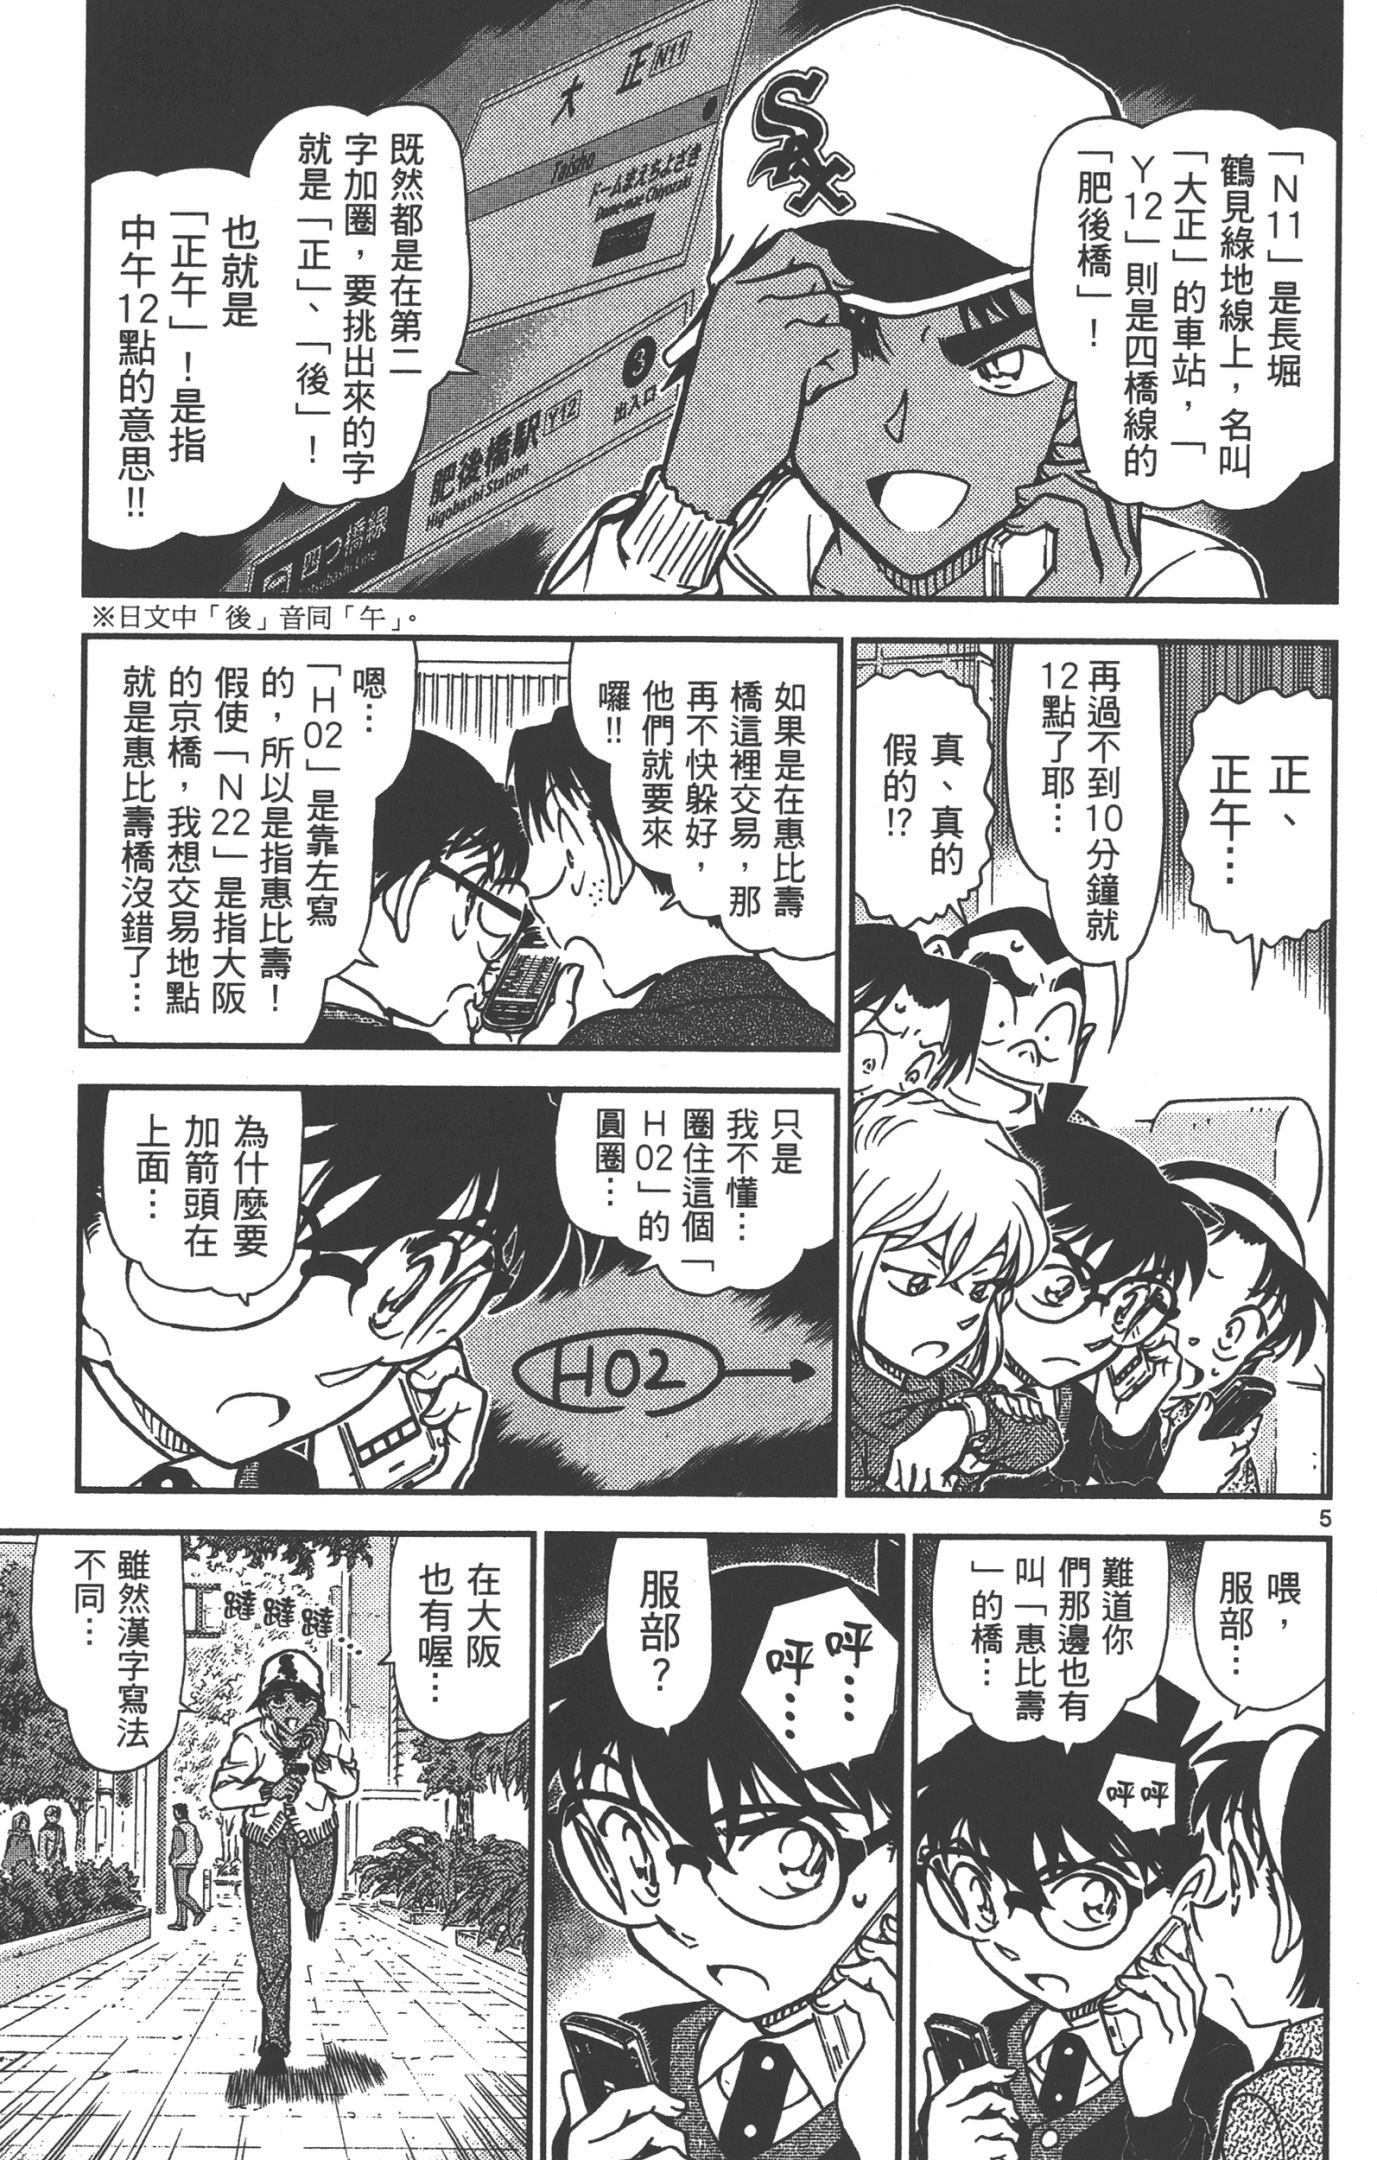 「N11」是長堀
鶴見綠地線上，名叫
「大正」的車站，「
Y12」則是四橋線的
「肥後橋」！
SOX
大正 N11
Taisho
ドームまえちよざき
Dome-mae Chiyozaki
3
出入口
肥後橋駅 Y12
Higobashi Station
四つ橋線
Yotsubashi Line
既然都是在第二
字加圈，要挑出來的字
就是「正」、「後」！
也就是
「正午」！是指
中午12點的意思!!
※日文中「後」音同「午」。
正、
正午…
再過不到10分鐘就
12點了耶…
真、真的
假的!?
如果是在惠比壽
橋這裡交易，那
再不快躲好，
他們就要來
囉!!
嗯…
「H02」是靠左寫
的，所以是指惠比壽！
假使「N22」是指大阪
的京橋，我想交易地點
就是惠比壽橋沒錯了…
只是
我不懂…
圈住這個「
H02」的
圓圈…
H02
為什麼要
加箭頭在
上面…
5
喂，
服部…
難道你
們那邊也有
叫「惠比壽
」的橋…
呼呼
呼…
呼…
服部？
在大阪
也有喔…
躂躂躂…
雖然漢字寫法
不同…